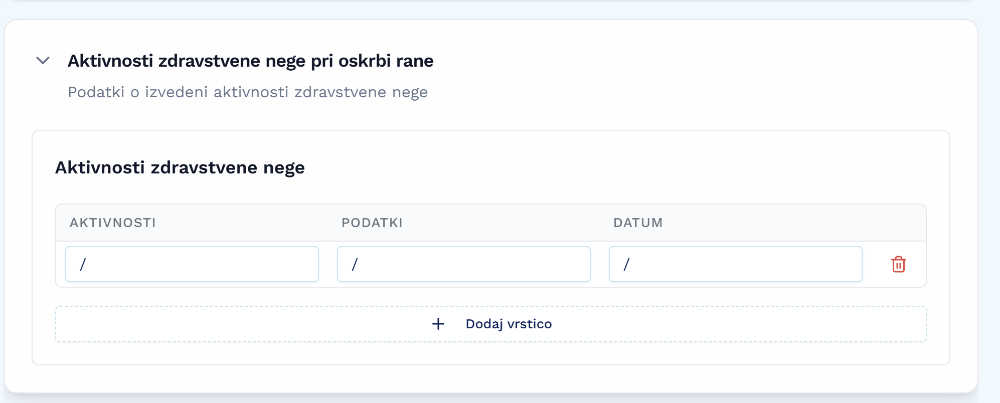 Aktivnosti zdravstvene nege pri oskrbi rane
Podatki o izvedeni aktivnosti zdravstvene nege
Aktivnosti zdravstvene nege
AKTIVNOSTI PODATKI DATUM
/ / /
Dodaj vrstico